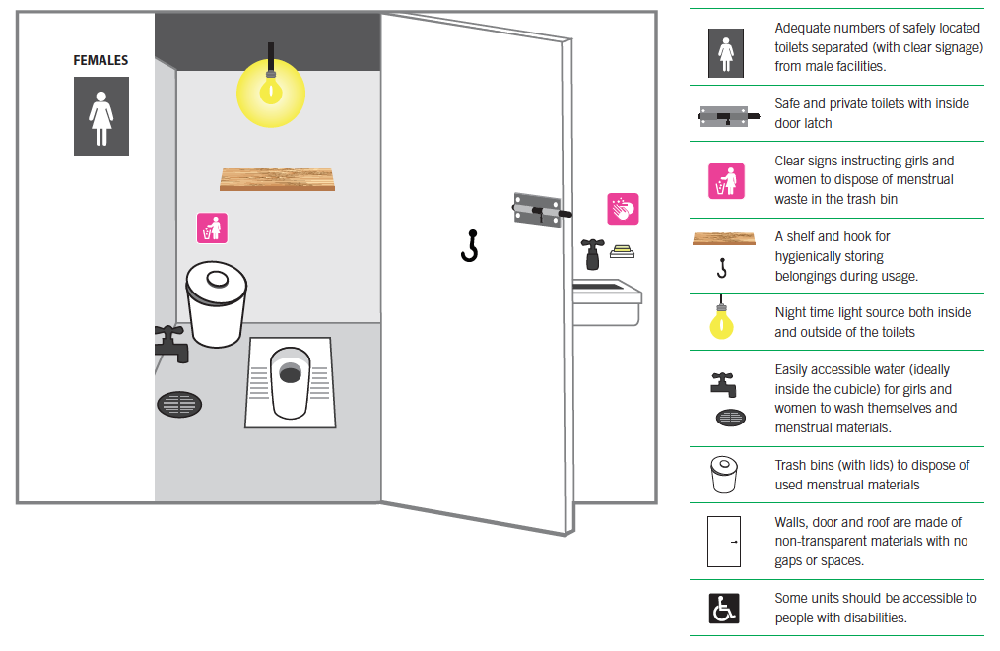 FEMALES
Adequate numbers of safely located
toilets separated (with clear signage)
from male facilities.
Safe and private toilets with inside
door latch
Clear signs instructing girls and
women to dispose of menstrual
waste in the trash bin
A shelf and hook for
hygienically storing
belongings during usage.
Night time light source both inside
and outside of the toilets
Easily accessible water (ideally
inside the cubicle) for girls and
women to wash themselves and
menstrual materials.
Trash bins (with lids) to dispose of
used menstrual materials
Walls, door and roof are made of
non-transparent materials with no
gaps or spaces.
Some units should be accessible to
people with disabilities.